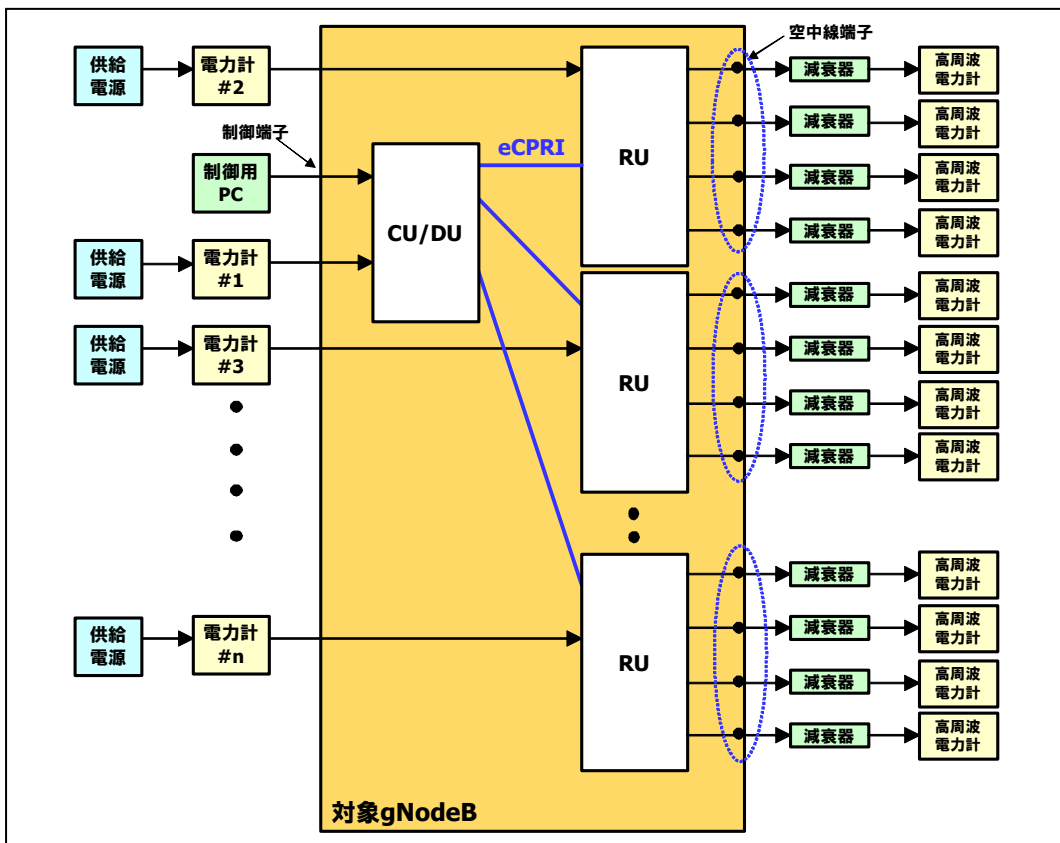 空中線端子
供給
電源
電力計
#2
RU
減衰器
高周波
電力計
減衰器
高周波
電力計
減衰器
高周波
電力計
減衰器
高周波
電力計
制御端子
eCPRI
制御用
PC
CU/DU
供給
電源
電力計
#1
供給
電源
電力計
#3
RU
減衰器
高周波
電力計
減衰器
高周波
電力計
減衰器
高周波
電力計
減衰器
高周波
電力計
供給
電源
電力計
#n
RU
減衰器
高周波
電力計
減衰器
高周波
電力計
減衰器
高周波
電力計
減衰器
高周波
電力計
対象gNodeB